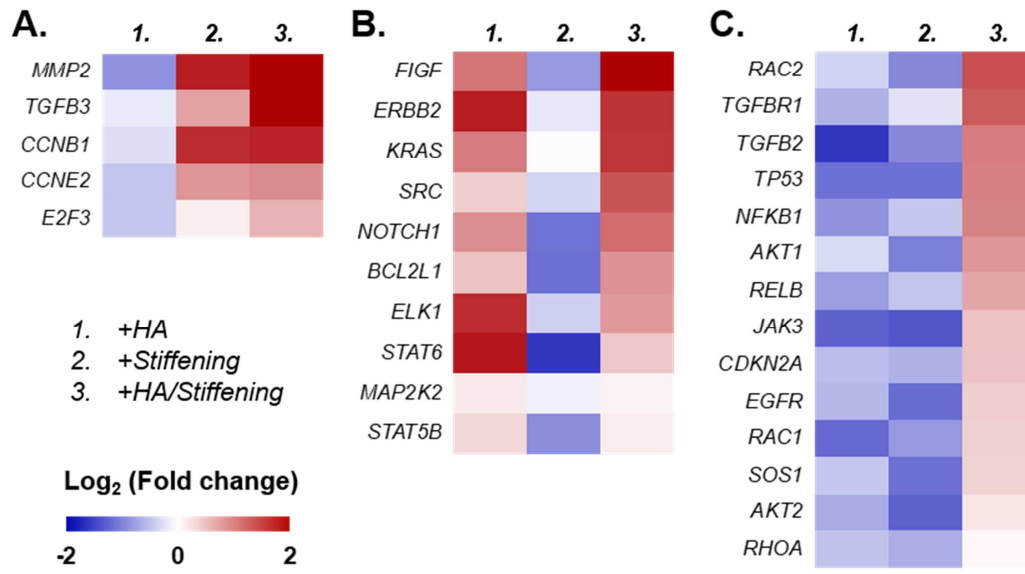 A.
1. 2. 3.
MMP2
TGFB3
CCNB1
CCNE2
E2F3
1. +HA
2. +Stiffening
3. +HA/Stiffening
Log₂ (Fold change)
-2 0 2
B.
1. 2. 3.
FIGF
ERBB2
KRAS
SRC
NOTCH1
BCL2L1
ELK1
STAT6
MAP2K2
STAT5B
C.
1. 2. 3.
RAC2
TGFBR1
TGFB2
TP53
NFKB1
AKT1
RELB
JAK3
CDKN2A
EGFR
RAC1
SOS1
AKT2
RHOA